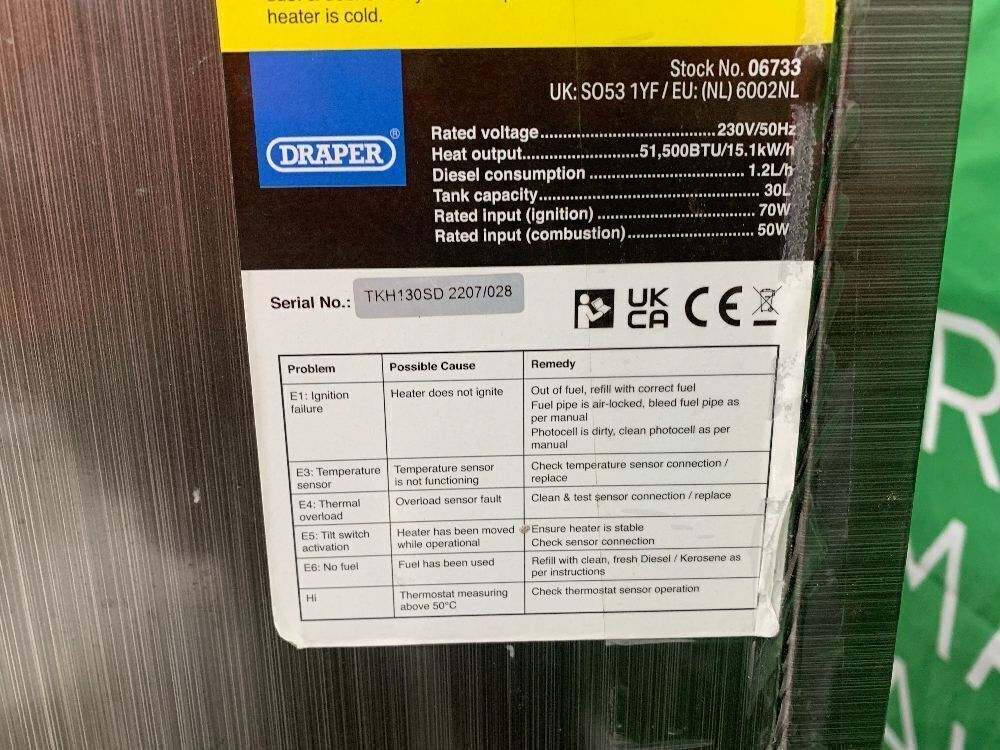 heater is cold.
DRAPER®
Stock No. 06733
UK: SO53 1YF / EU: (NL) 6002NL
Rated voltage....................................230V/50Hz
Heat output........................51,500BTU/15.1kW/h
Diesel consumption ................................ 1.2L/h
Tank capacity............................................... 30L
Rated input (ignition) ................................. 70W
Rated input (combustion).......................... 50W
Serial No.: TKH130SD 2207/028
UK
CA
CE
Problem Possible Cause Remedy
E1: Ignition failure Heater does not ignite Out of fuel, refill with correct fuel
Fuel pipe is air-locked, bleed fuel pipe as
per manual
Photocell is dirty, clean photocell as per
manual
E3: Temperature sensor Temperature sensor is not functioning Check temperature sensor connection / replace
E4: Thermal overload Overload sensor fault Clean & test sensor connection / replace
E5: Tilt switch activation Heater has been moved while operational Ensure heater is stable
Check sensor connection
E6: No fuel Fuel has been used Refill with clean, fresh Diesel / Kerosene as per instructions
Hi Thermostat measuring above 50°C Check thermostat sensor operation
R
MA